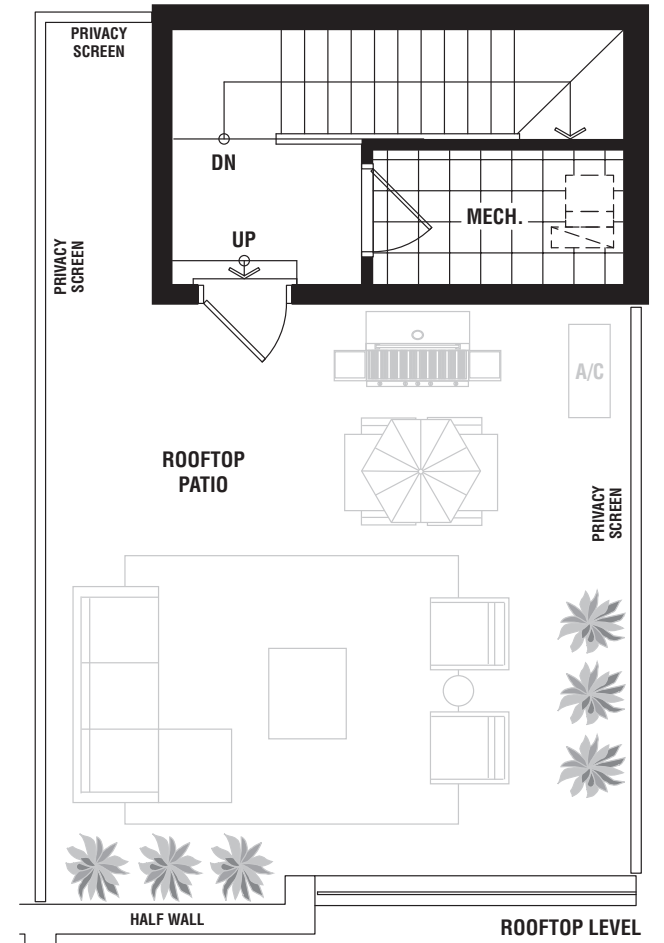 PRIVACY
SCREEN
DN
MECH.
UP
PRIVACY
SCREEN
A/C
ROOFTOP
PATIO
PRIVACY
SCREEN
HALF WALL
ROOFTOP LEVEL